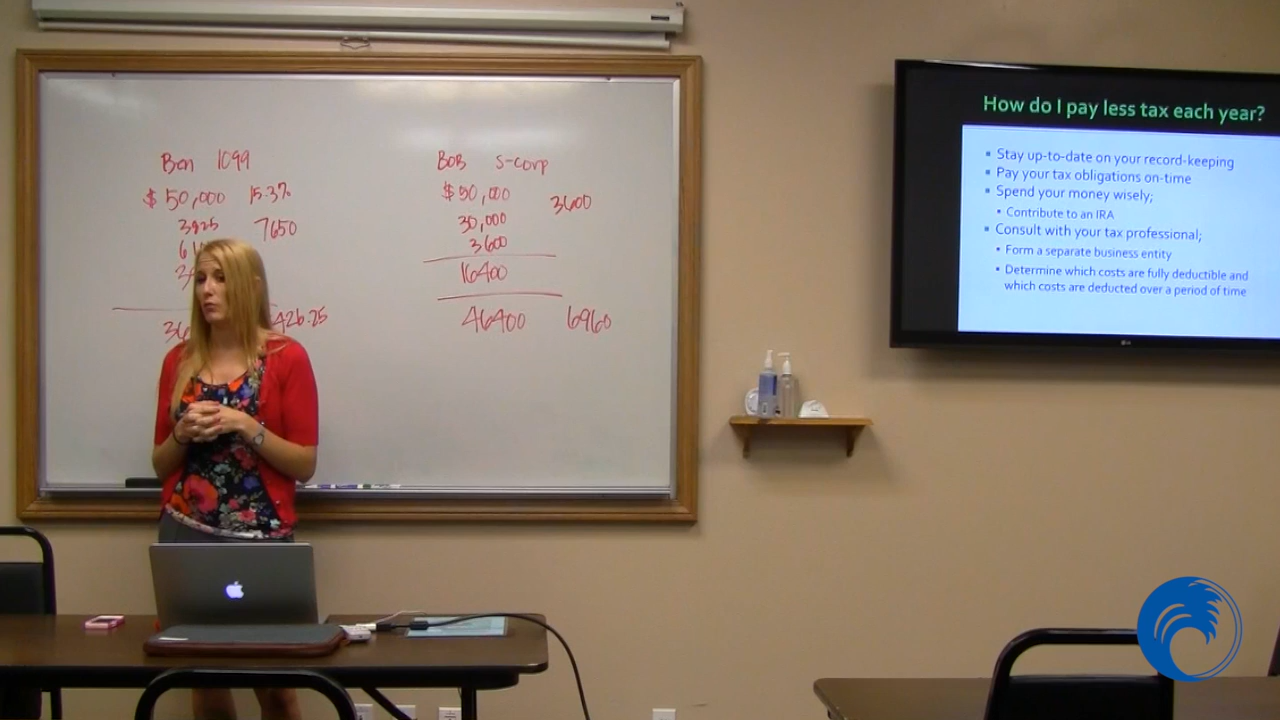 Ben 1099
$50,000 15.3%
3825 7650
BOB S-Corp
$50,000 3600
30,000
3600
16400
46400 6960
How do I pay less tax each year?
Stay up-to-date on your record-keeping
Pay your tax obligations on-time
Spend your money wisely;
Contribute to an IRA
Consult with your tax professional;
Form a separate business entity
Determine which costs are fully deductible and
which costs are deducted over a period of time
LG